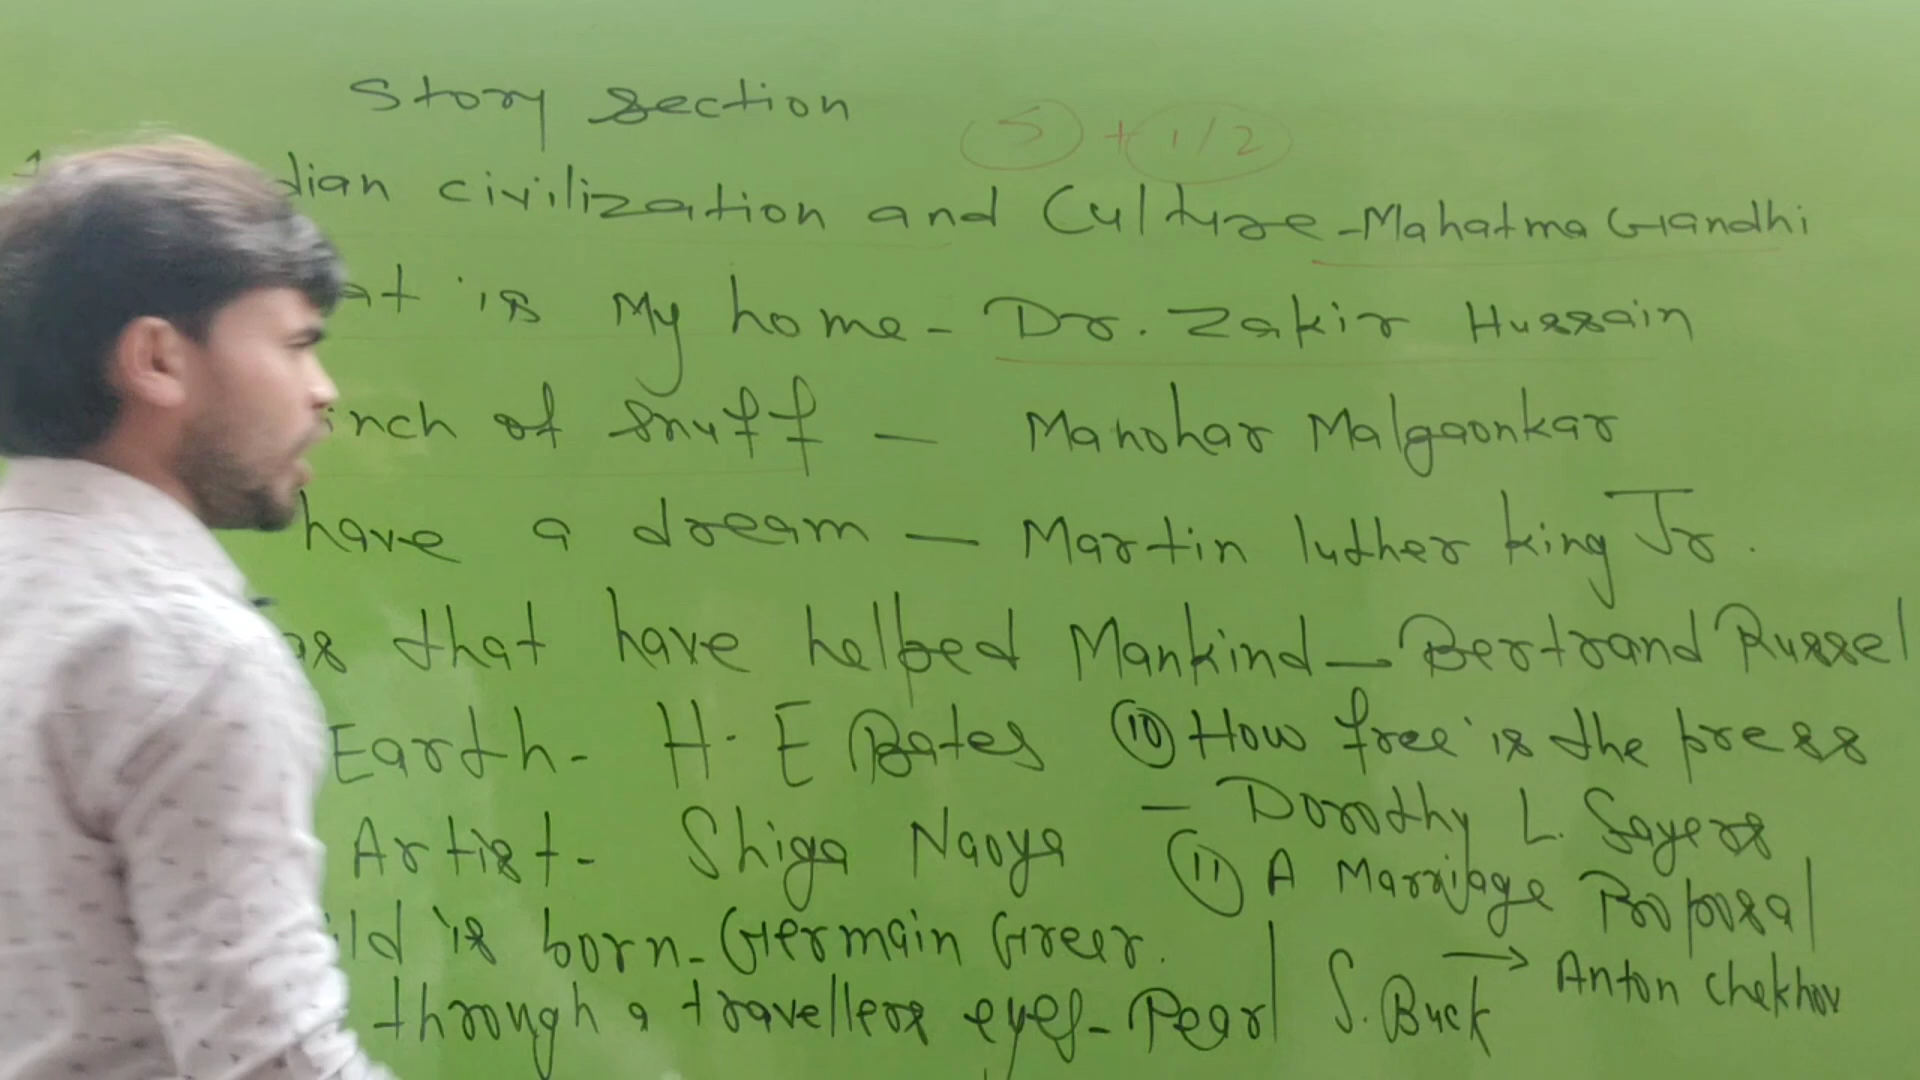 Story section
5 + 1/2
dian civilization and Culture - Mahatma Gandhi
at is My home - Dr. Zakir Hussain
inch of snuff - Manohar Malgaonkar
have a dream - Martin luther king Jr.
as that have helped Mankind - Bertrand Russel
Earth - H. E Bates
Artist - Shiga Naoya
ild is born - Germain Greer.
through a travellers eyes - Pearl S. Buck
10 How free is the press
- Dorothy L. Sayers
11 A Marriage Proposal
→ Anton Chekhov